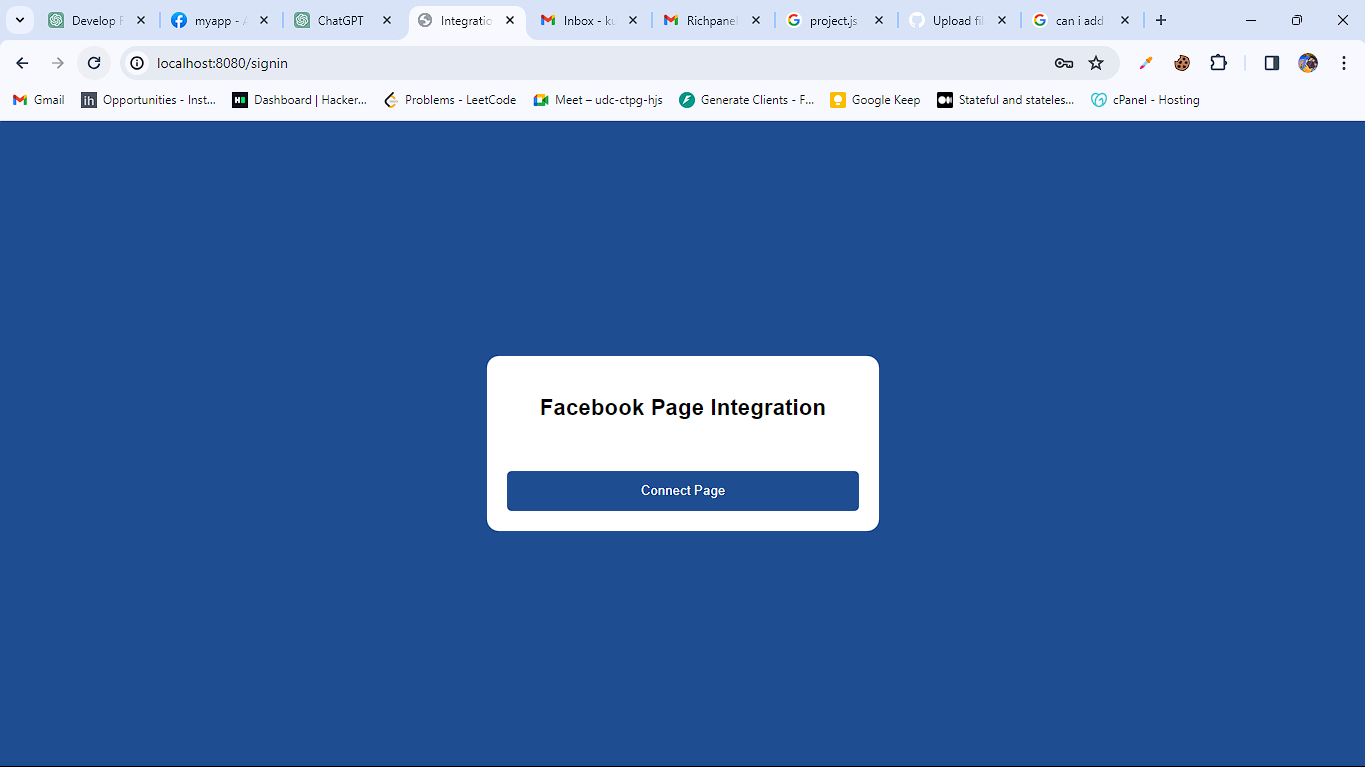 Develop F
myapp - A
ChatGPT
Integratio
Inbox - ku
Richpanel
project.js
Upload fil
can i add
localhost:8080/signin
Gmail
ih
Opportunities - Inst...
Dashboard | Hacker...
Problems - LeetCode
Meet – udc-ctpg-hjs
Generate Clients - F...
Google Keep
Stateful and stateles...
cPanel - Hosting
Facebook Page Integration
Connect Page